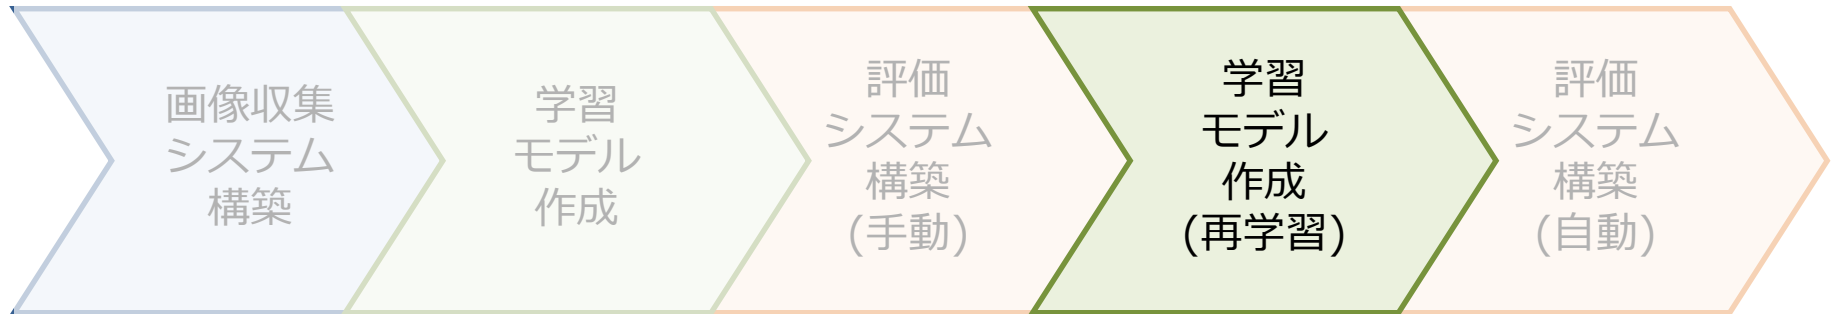 画像収集
システム
構築
学習
モデル
作成
評価
システム
構築
(手動)
学習
モデル
作成
(再学習)
評価
システム
構築
(自動)